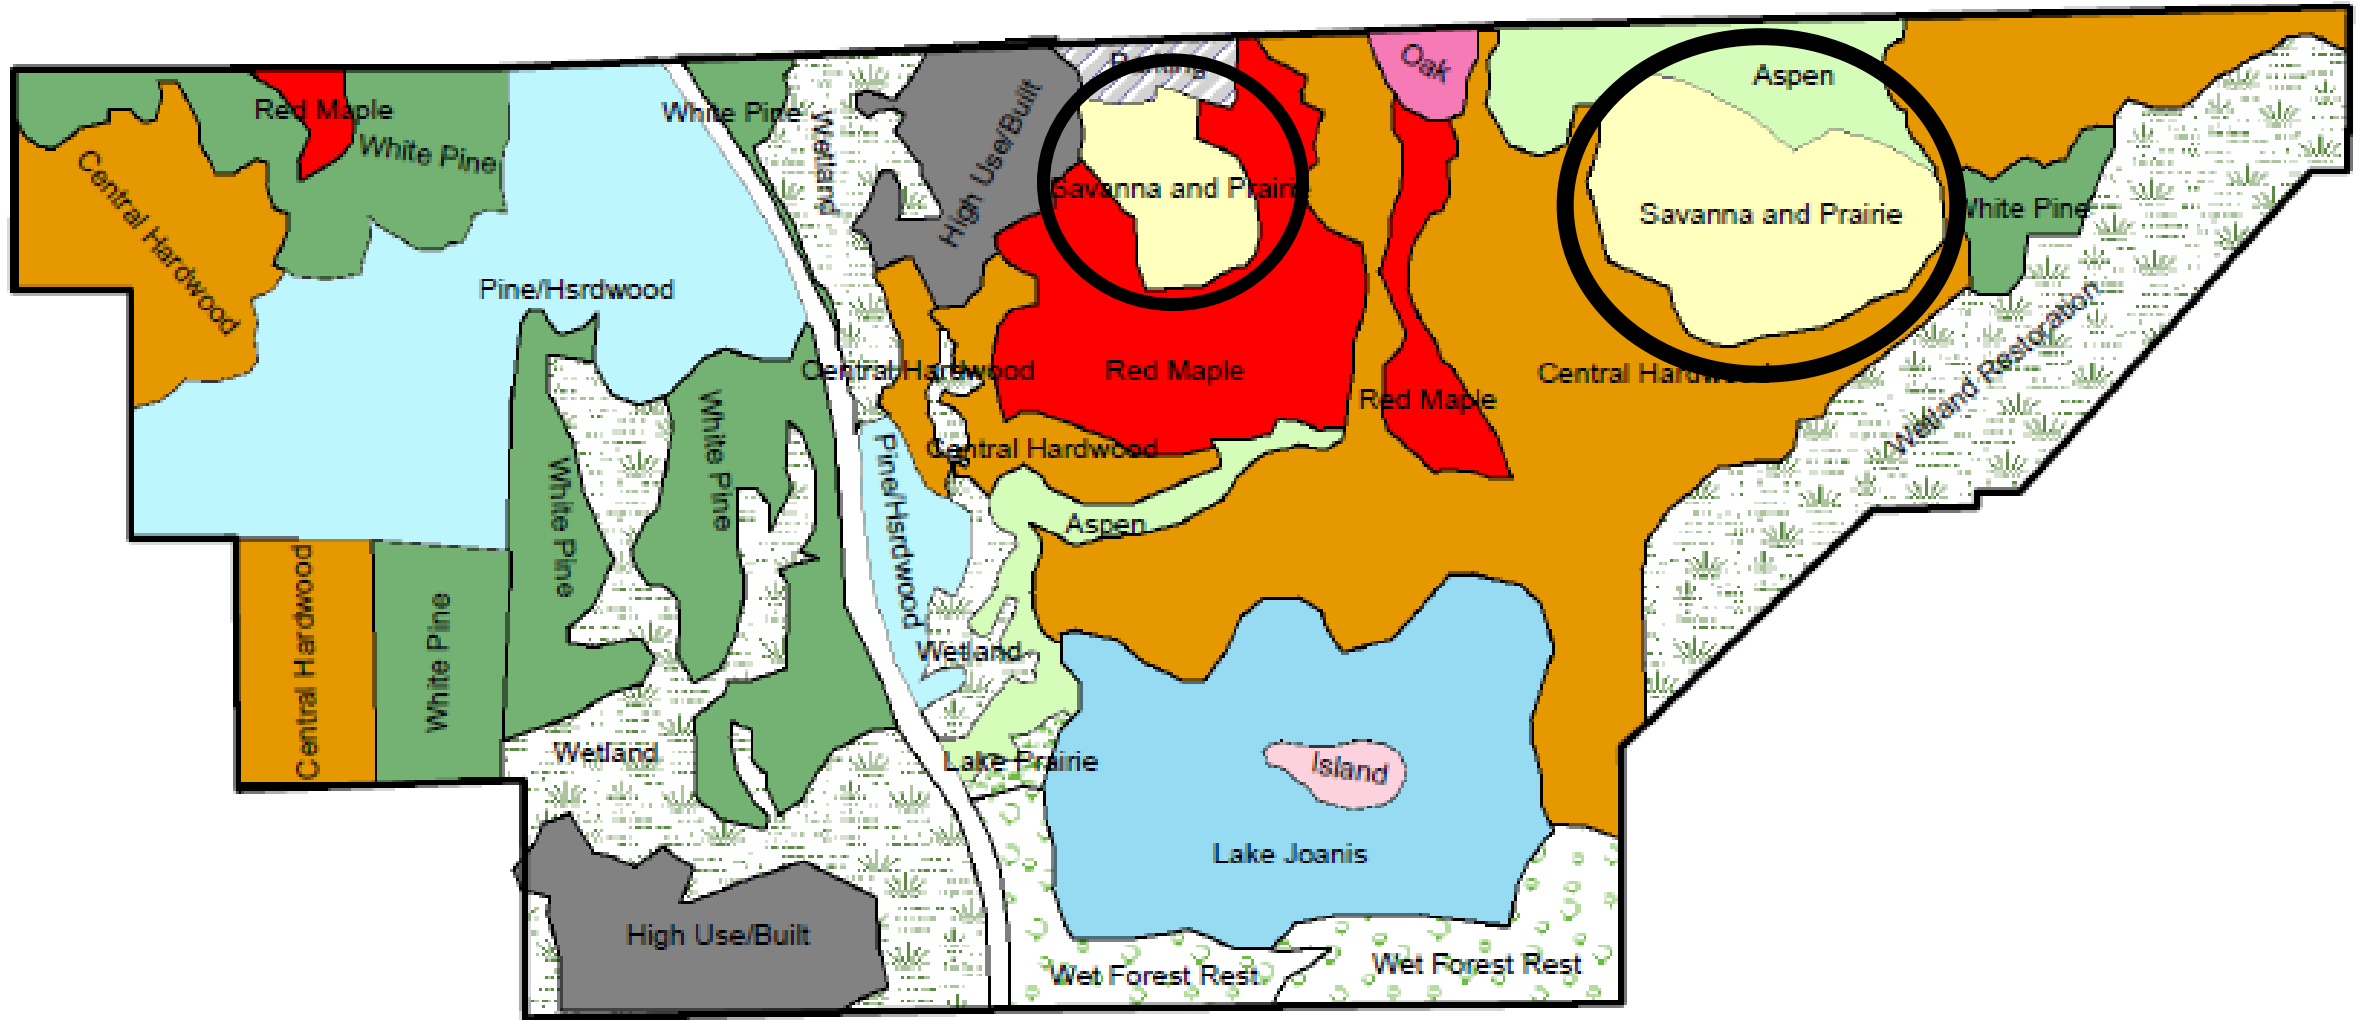 Parking
Oak
Aspen
Red Maple
White Pine
White Pine
Wetland
High Use/Built
Savanna and Prairie
Savanna and Prairie
White Pine
Central Hardwood
Pine/Hsrdwood
Central Hardwood
Red Maple
Red Maple
Central Hardwood
Wetland Restoration
White Pine
White Pine
Pine/Hsrdwood
Central Hardwood
Aspen
Central Hardwood
White Pine
Wetland
Wetland
Lake Prairie
Island
Lake Joanis
High Use/Built
Wet Forest Rest.
Wet Forest Rest